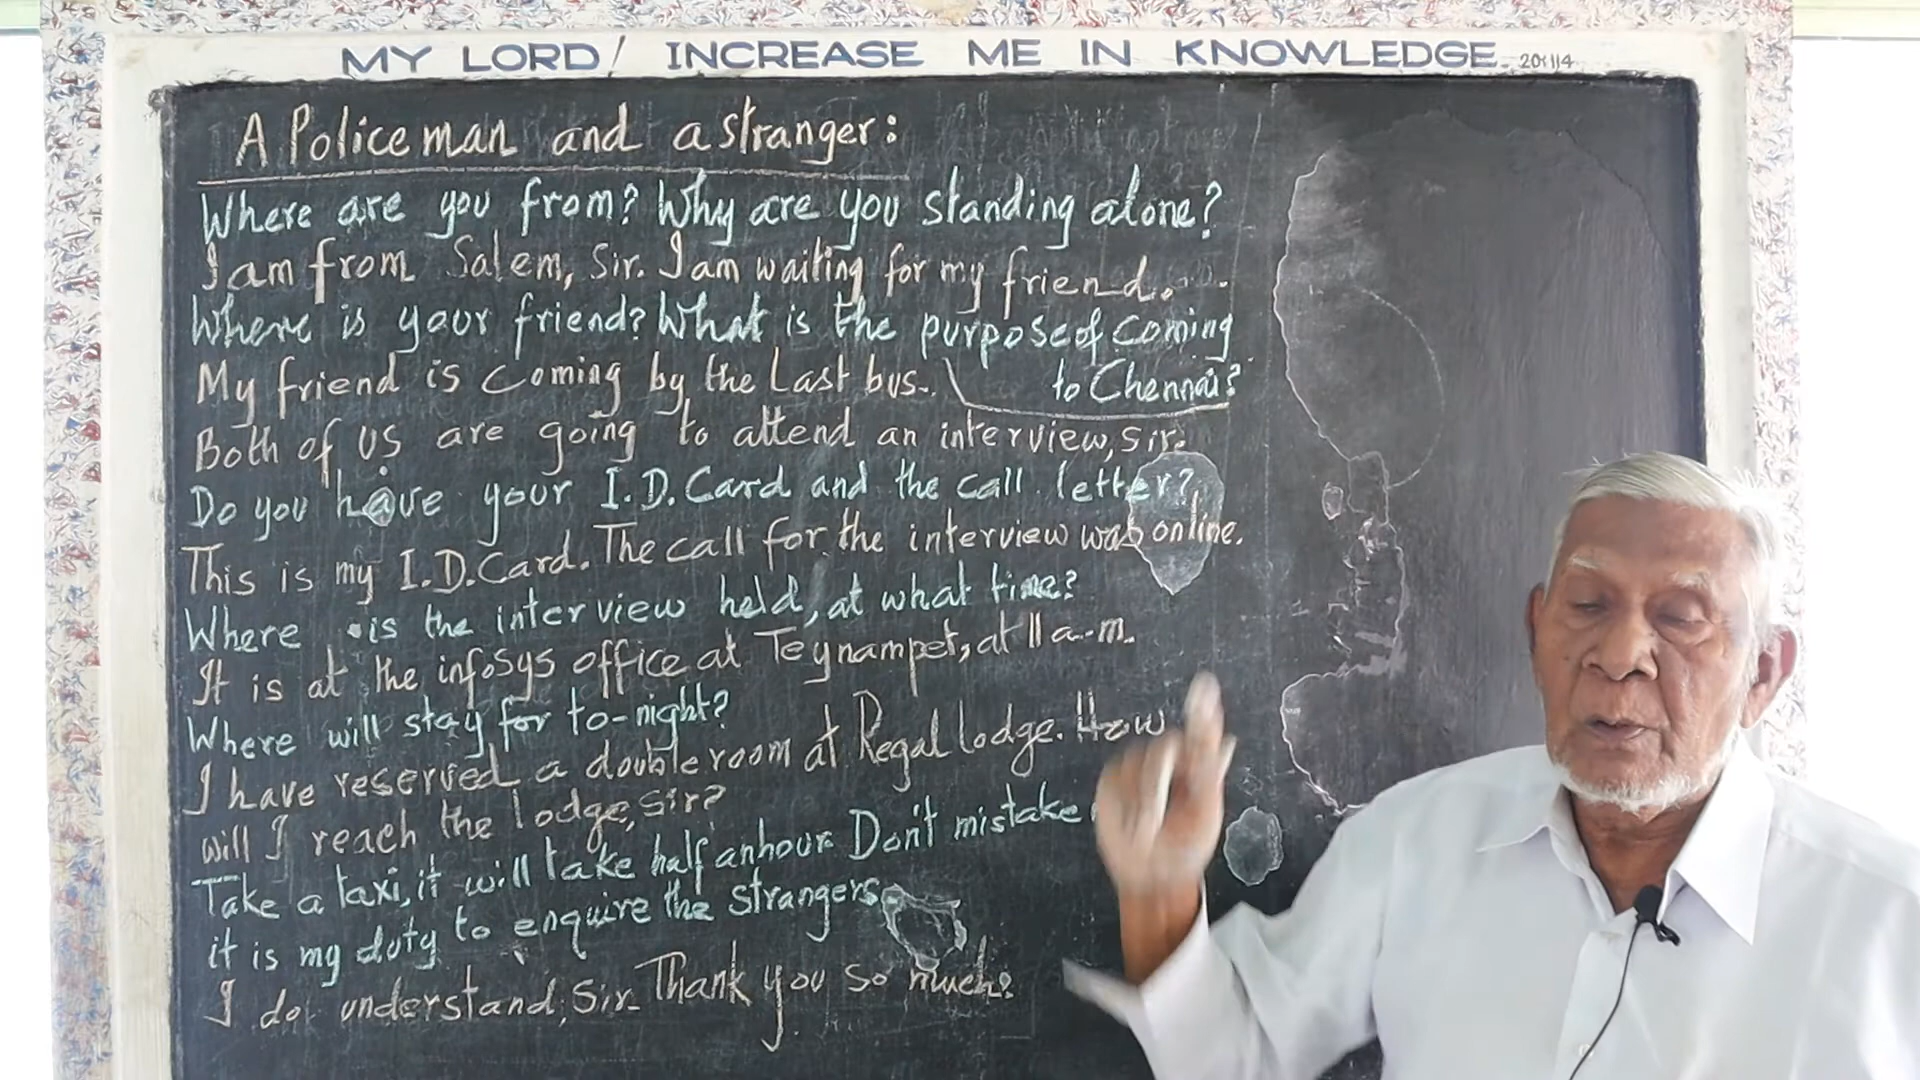 MY LORD! INCREASE ME IN KNOWLEDGE. 20:114
A Police man and a stranger:
Where are you from? Why are you standing alone?
I am from Salem, Sir. I am waiting for my friend.
Where is your friend? What is the purpose of coming
to Chennai?
My friend is coming by the last bus.
Both of us are going to attend an interview, Sir.
Do you have your I.D. Card and the call letter?
This is my I.D. Card. The call for the interview was online.
Where is the interview held, at what time?
It is at the infosys office at Teynampet, at 11 a.m.
Where will stay for to-night?
I have reserved a double room at Regal lodge. How
will I reach the lodge, Sir?
Take a taxi, it will take half an hour. Don't mistake
it is my duty to enquire the strangers.
I do understand, Sir. Thank you so much.